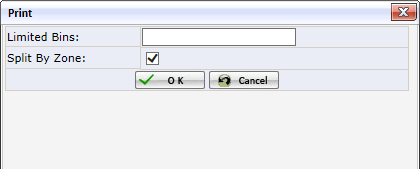 Print
Limited Bins:
Split By Zone:
O K Cancel